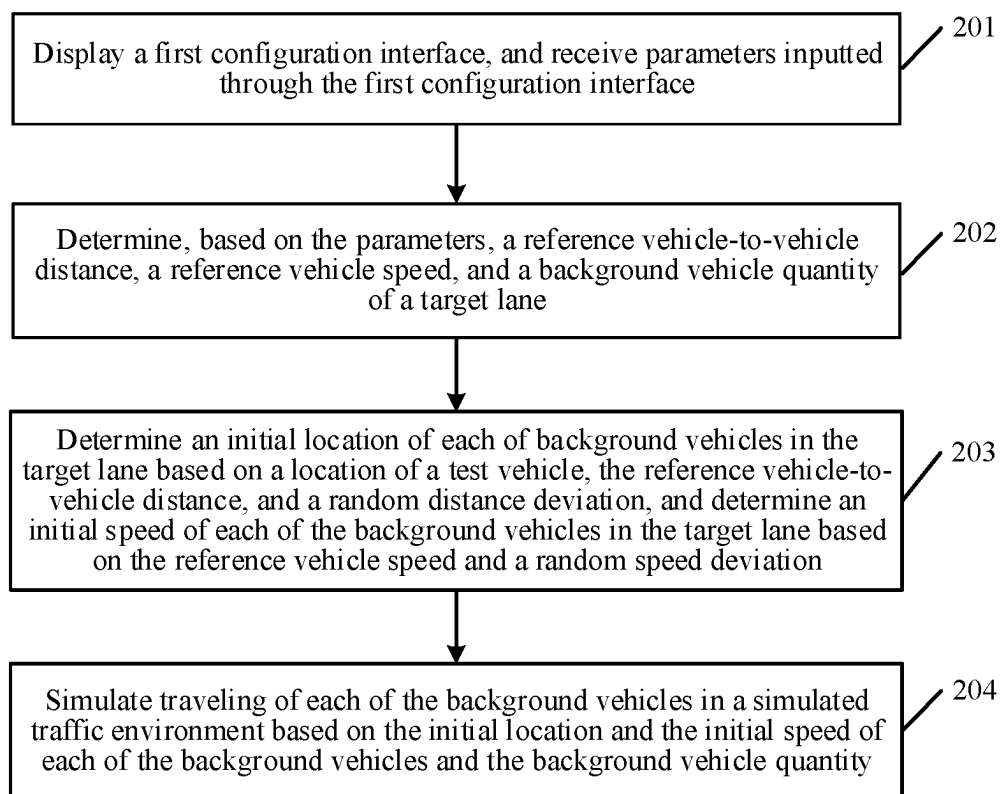 201
Display a first configuration interface, and receive parameters inputted
through the first configuration interface
202
Determine, based on the parameters, a reference vehicle-to-vehicle
distance, a reference vehicle speed, and a background vehicle quantity
of a target lane
203
Determine an initial location of each of background vehicles in the
target lane based on a location of a test vehicle, the reference vehicle-to-
vehicle distance, and a random distance deviation, and determine an
initial speed of each of the background vehicles in the target lane based
on the reference vehicle speed and a random speed deviation
204
Simulate traveling of each of the background vehicles in a simulated
traffic environment based on the initial location and the initial speed of
each of the background vehicles and the background vehicle quantity